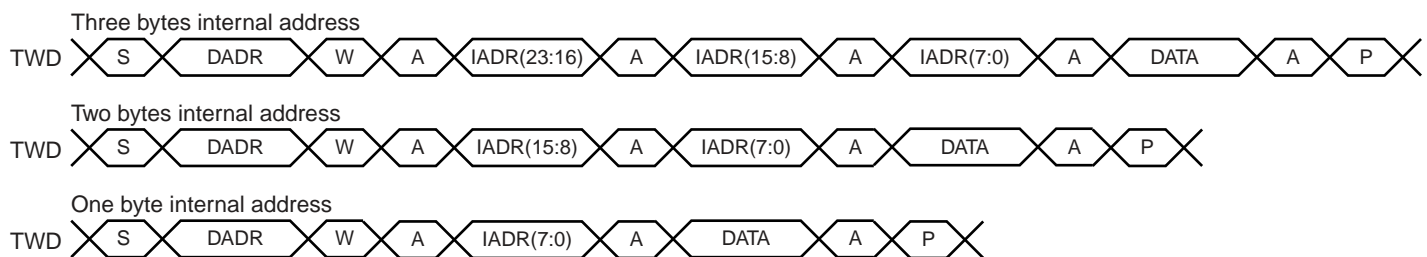 Three bytes internal address
TWD S DADR W A IADR(23:16) A IADR(15:8) A IADR(7:0) A DATA A P
Two bytes internal address
TWD S DADR W A IADR(15:8) A IADR(7:0) A DATA A P
One byte internal address
TWD S DADR W A IADR(7:0) A DATA A P